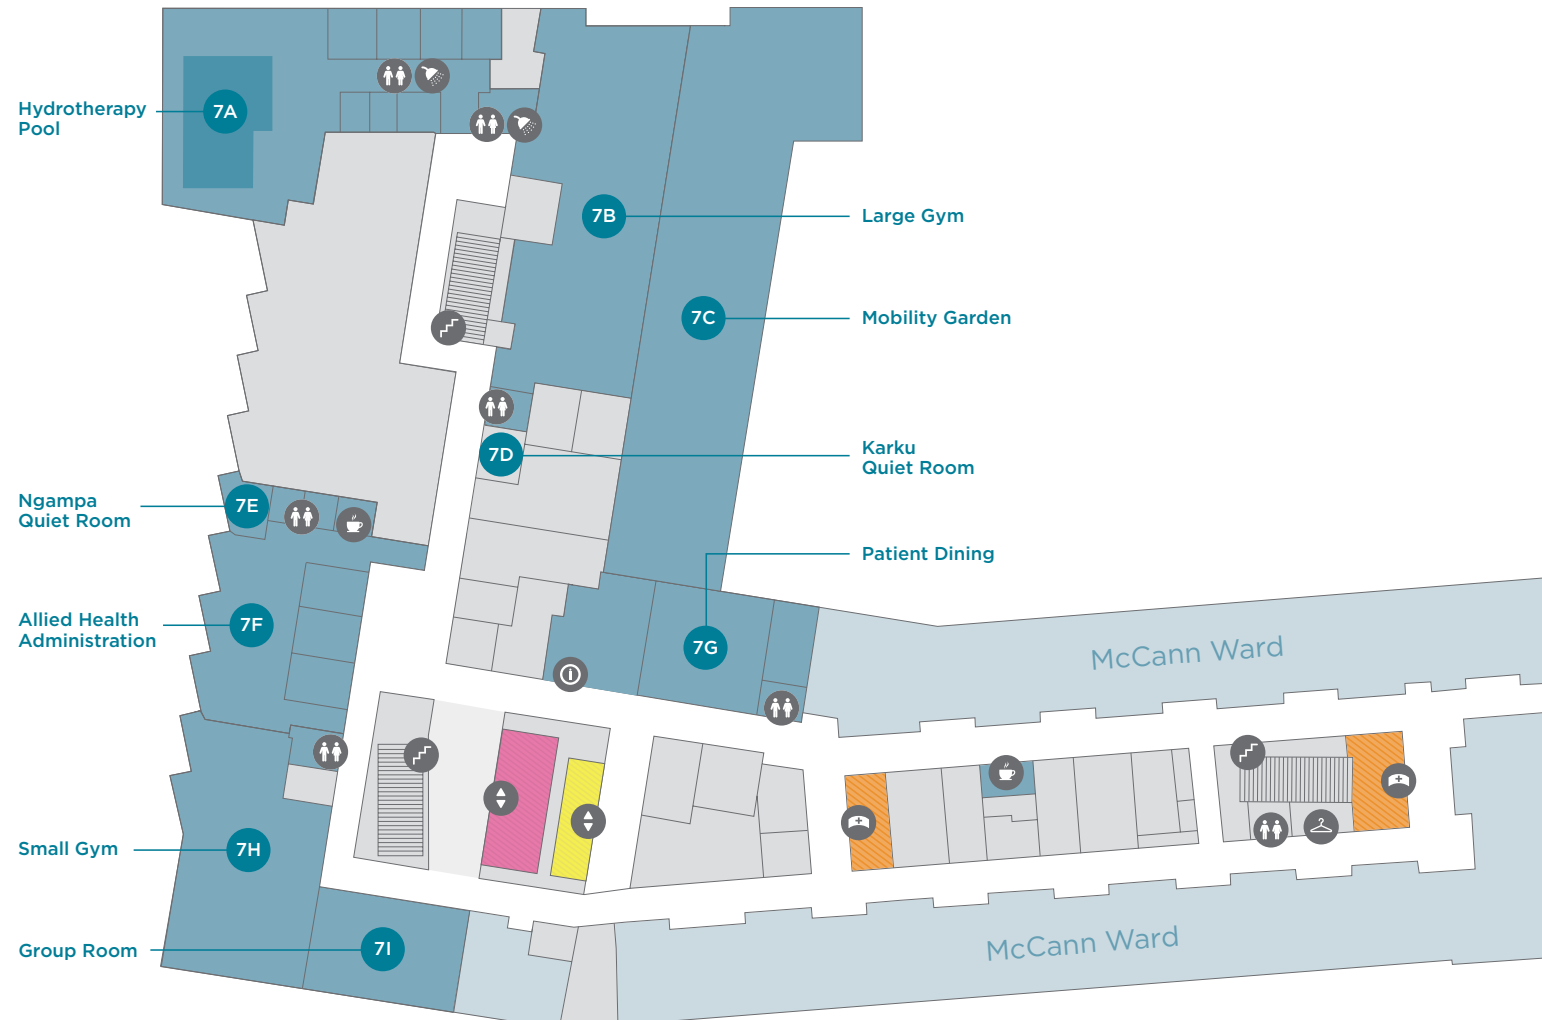 Hydrotherapy
Pool
7A
7B
Large Gym
7C
Mobility Garden
7D
Karku
Quiet Room
Ngampa
Quiet Room
7E
Patient Dining
7G
Allied Health
Administration
7F
McCann Ward
Small Gym
7H
Group Room
7I
McCann Ward